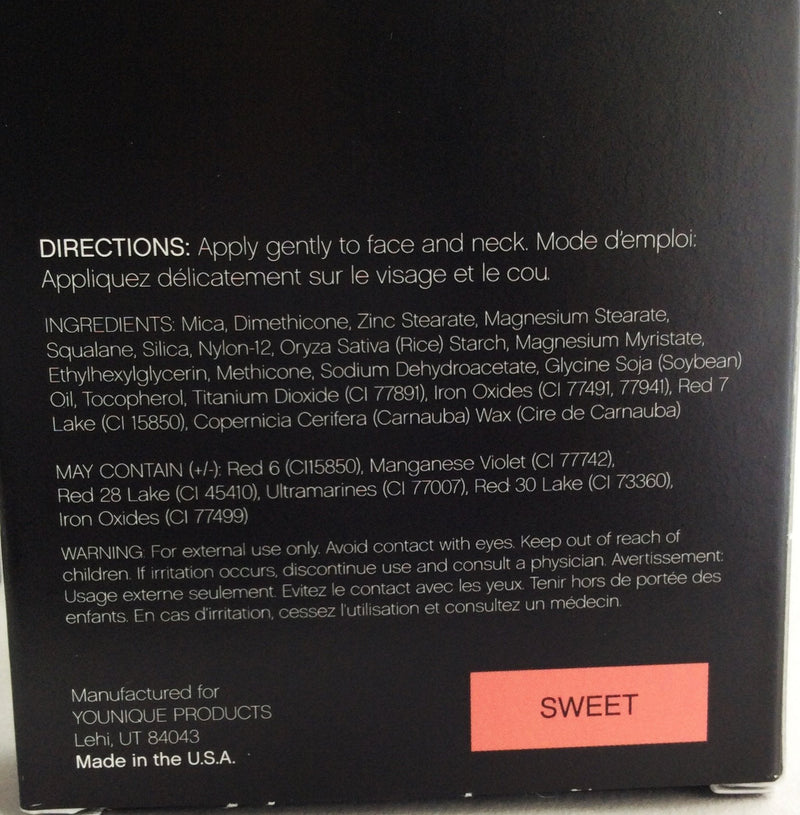 DIRECTIONS: Apply gently to face and neck. Mode d'emploi:
Appliquez délicatement sur le visage et le cou.
INGREDIENTS: Mica, Dimethicone, Zinc Stearate, Magnesium Stearate,
Squalane, Silica, Nylon-12, Oryza Sativa (Rice) Starch, Magnesium Myristate,
Ethylhexylglycerin, Methicone, Sodium Dehydroacetate, Glycine Soja (Soybean)
Oil, Tocopherol, Titanium Dioxide (CI 77891), Iron Oxides (CI 77491, 77941), Red 7
Lake (CI 15850), Copernicia Cerifera (Carnauba) Wax (Cire de Carnauba)
MAY CONTAIN (+/-): Red 6 (CI15850), Manganese Violet (CI 77742),
Red 28 Lake (CI 45410), Ultramarines (CI 77007), Red 30 Lake (CI 73360),
Iron Oxides (CI 77499)
WARNING: For external use only. Avoid contact with eyes. Keep out of reach of
children. If irritation occurs, discontinue use and consult a physician. Avertissement:
Usage externe seulement. Evitez le contact avec les yeux. Tenir hors de portée des
enfants. En cas d'irritation, cessez l'utilisation et consultez un médecin.
Manufactured for
YOUNIQUE PRODUCTS
Lehi, UT 84043
Made in the U.S.A.
SWEET